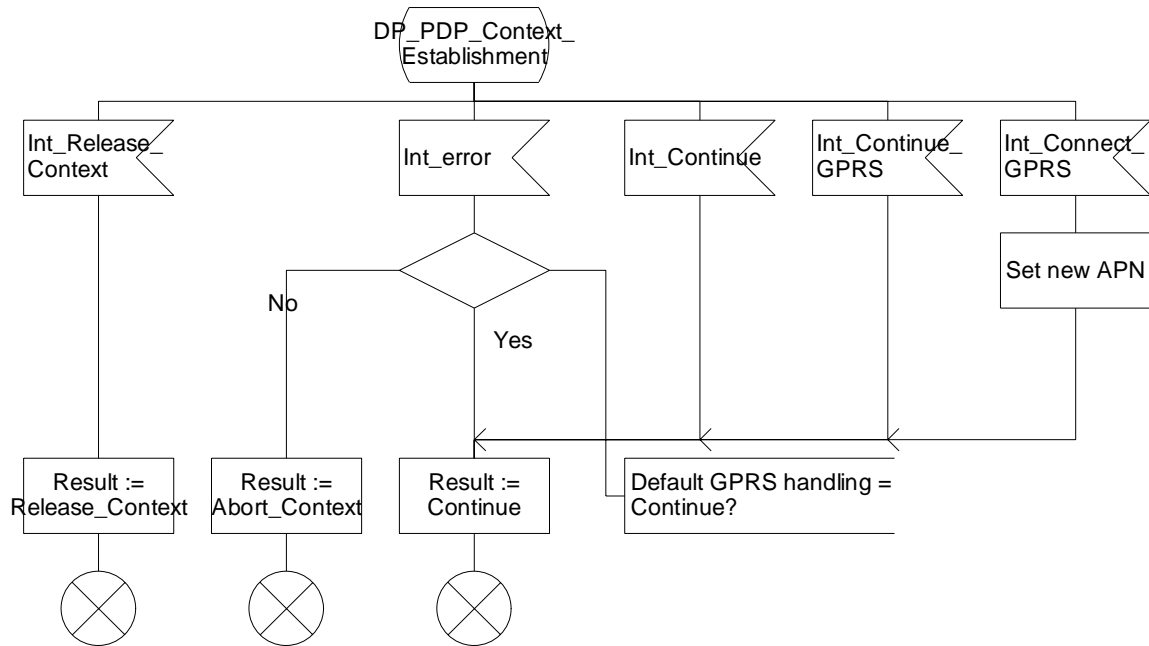 DP_PDP_Context_
Establishment
Int_Release_
Context
Int_error
Int_Continue
Int_Continue_
GPRS
Int_Connect_
GPRS
Set new APN
No
Yes
Result :=
Release_Context
Result :=
Abort_Context
Result :=
Continue
Default GPRS handling =
Continue?